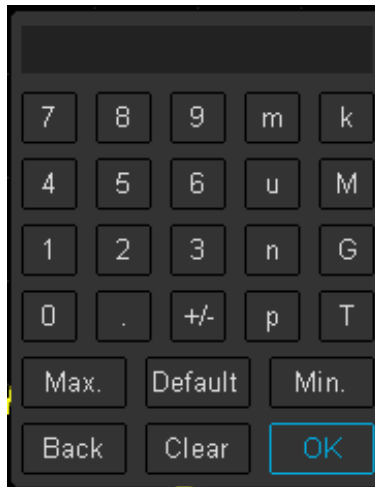 7 8 9 m k
4 5 6 u M
1 2 3 n G
0 . +/- p T
Max. Default Min.
Back Clear OK